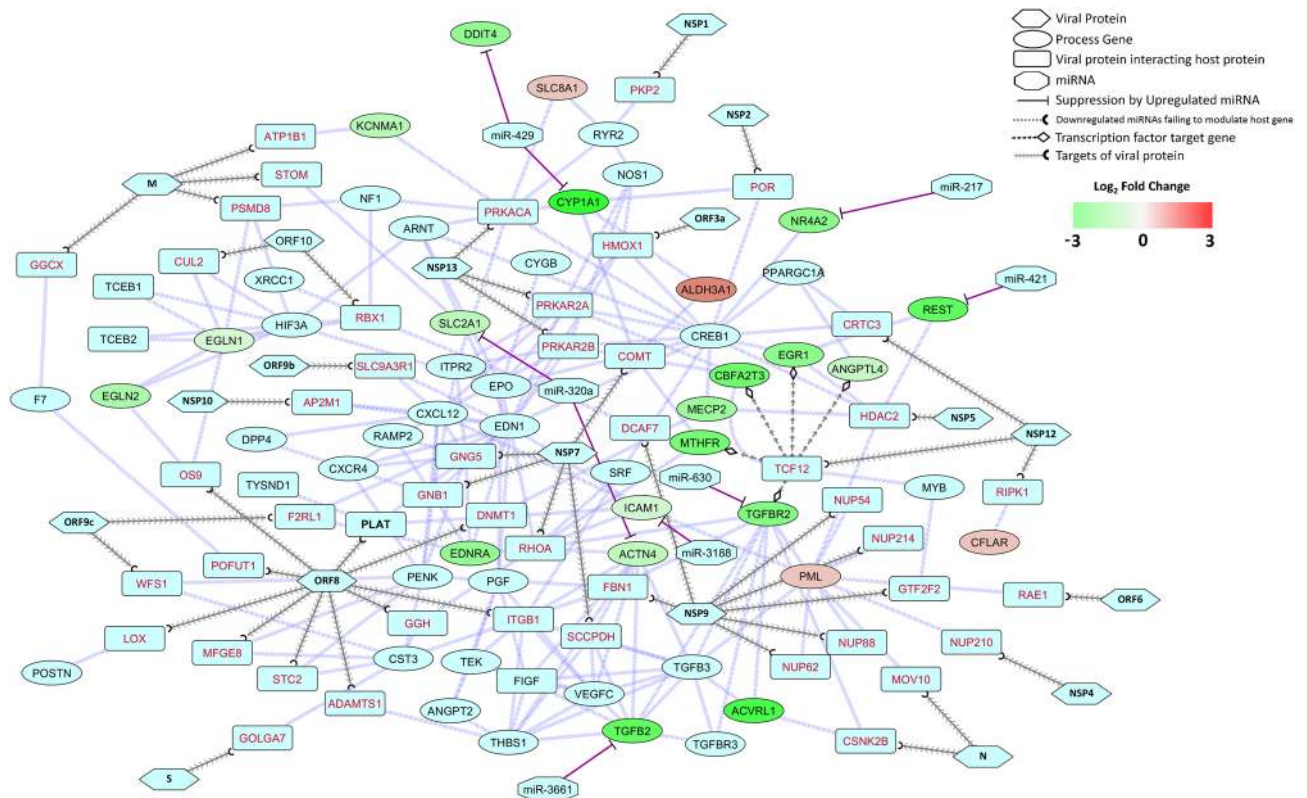 DDIT4
NSP1
Viral Protein
Process Gene
Viral protein interacting host protein
miRNA
Suppression by Upregulated miRNA
Downregulated miRNAs failing to modulate host gene
Transcription factor target gene
Targets of viral protein
Log2 Fold Change
-3
3
SLC8A1
PKP2
KCNMA1
ATP1B1
miR-429
RYR2
NSP2
M
STOM
NOS1
PSMD8
NF1
PRKACA
CYP1A1
POR
miR-217
NR4A2
ORF3a
ARNT
HMOX1
GGCX
CUL2
ORF10
NSP13
CYGB
PPARGC1A
miR-421
TCEB1
XRCC1
ALDH3A1
PRKAR2A
REST
RBX1
SLC2A1
HIF3A
CRTC3
TCEB2
EGLN1
PRKAR2B
CREB1
COMT
EGR1
ORF9b
SLC9A3R1
ITPR2
CBFA2T3
ANGPTL4
EGLN2
EPO
miR-320a
F7
NSP10
AP2M1
CXCL12
MECP2
HDAC2
NSP5
EDN1
DCAF7
NSP12
DPP4
RAMP2
MTHFR
GNG5
NSP7
CXCR4
SRF
TCF12
OS9
miR-630
TYSND1
GNB1
MYB
RIPK1
NUP54
ICAM1
TGFBR2
ORF9c
F2RL1
PLAT
DNMT1
NUP214
CFLAR
EDNRA
RHOA
ACTN4
miR-3188
POFUT1
PML
WFS1
ORF8
PENK
PGF
FBN1
GTF2F2
RAE1
ORF6
NSP9
GGH
ITGB1
LOX
MFGE8
SCCPDH
NUP88
NUP210
CST3
TEK
TGFB3
NUP62
POSTN
STC2
FIGF
MOV10
VEGFC
NSP4
ADAMTS1
ANGPT2
ACVRL1
TGFB2
GOLGA7
THBS1
TGFBR3
CSNK2B
N
S
miR-3661